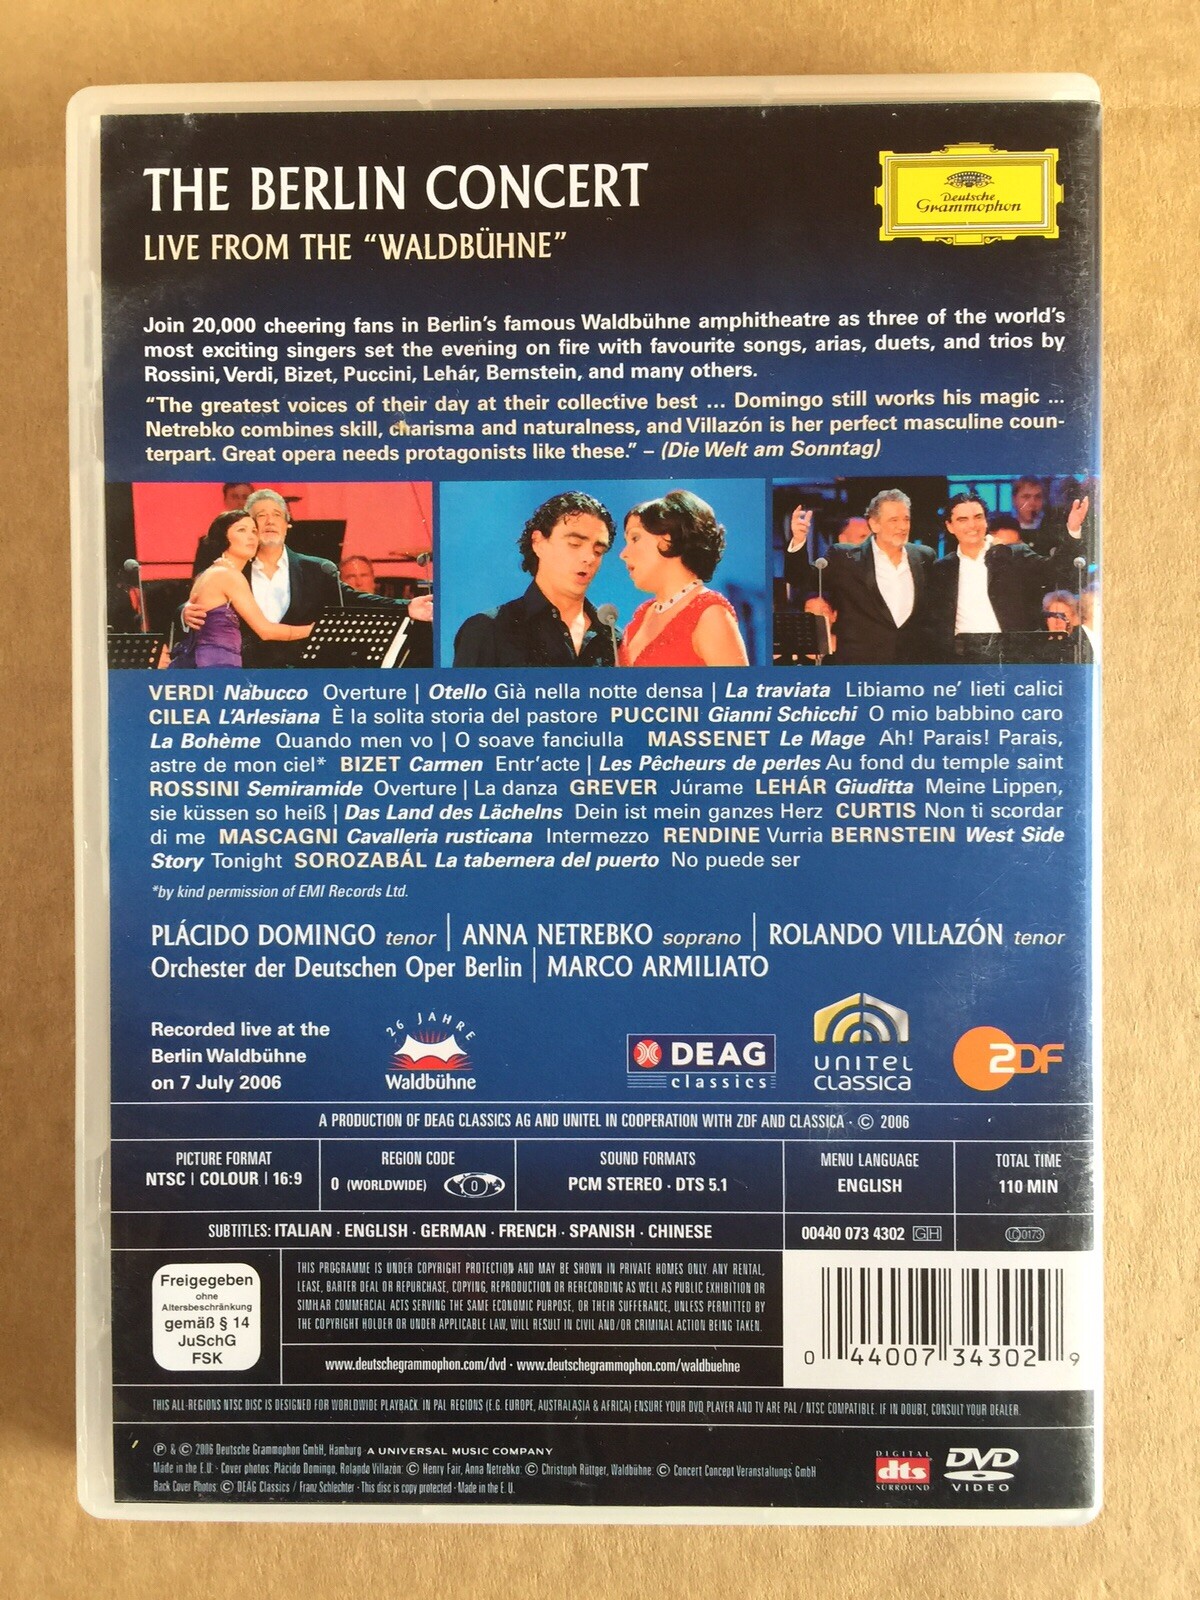 THE BERLIN CONCERT
LIVE FROM THE “WALDBÜHNE”
Deutsche
Grammophon
Join 20,000 cheering fans in Berlin’s famous Waldbühne amphitheatre as three of the world’s
most exciting singers set the evening on fire with favourite songs, arias, duets, and trios by
Rossini, Verdi, Bizet, Puccini, Lehár, Bernstein, and many others.
“The greatest voices of their day at their collective best ... Domingo still works his magic ...
Netrebko combines skill, charisma and naturalness, and Villazón is her perfect masculine coun-
terpart. Great opera needs protagonists like these.” – (Die Welt am Sonntag)
VERDI Nabucco Overture | Otello Già nella notte densa | La traviata Libiamo ne’ lieti calici
CILEA L’Arlesiana È la solita storia del pastore PUCCINI Gianni Schicchi O mio babbino caro
La Bohème Quando men vo | O soave fanciulla MASSENET Le Mage Ah! Parais! Parais,
astre de mon ciel* BIZET Carmen Entr’acte | Les Pêcheurs de perles Au fond du temple saint
ROSSINI Semiramide Overture | La danza GREVER Júrame LEHÁR Giuditta Meine Lippen,
sie küssen so heiß | Das Land des Lächelns Dein ist mein ganzes Herz CURTIS Non ti scordar
di me MASCAGNI Cavalleria rusticana Intermezzo RENDINE Vurria BERNSTEIN West Side
Story Tonight SOROZABÁL La tabernera del puerto No puede ser
*by kind permission of EMI Records Ltd.
PLÁCIDO DOMINGO tenor | ANNA NETREBKO soprano | ROLANDO VILLAZÓN tenor
Orchester der Deutschen Oper Berlin | MARCO ARMILIATO
Recorded live at the
Berlin Waldbühne
on 7 July 2006
26 JAHRE
Waldbühne
DEAG
classics
UNITEL
CLASSICA
2DF
A PRODUCTION OF DEAG CLASSICS AG AND UNITEL IN COOPERATION WITH ZDF AND CLASSICA · © 2006
PICTURE FORMAT
NTSC | COLOUR | 16:9
REGION CODE
0 (WORLDWIDE)
0
SOUND FORMATS
PCM STEREO · DTS 5.1
MENU LANGUAGE
ENGLISH
TOTAL TIME
110 MIN
SUBTITLES: ITALIAN · ENGLISH · GERMAN · FRENCH · SPANISH · CHINESE
00440 073 4302 GH
LC 0173
Freigegeben
ohne
Altersbeschränkung
gemäß § 14
JuSchG
FSK
THIS PROGRAMME IS UNDER COPYRIGHT PROTECTION AND MAY BE SHOWN IN PRIVATE HOMES ONLY. ANY RENTAL,
LEASE, BARTER DEAL OR REPURCHASE, COPYING, REPRODUCTION OR RERECORDING AS WELL AS PUBLIC EXHIBITION OR
SIMILAR COMMERCIAL ACTS SERVING THE SAME ECONOMIC PURPOSE, OR THEIR SUFFERANCE, UNLESS PERMITTED BY
THE COPYRIGHT HOLDER OR UNDER APPLICABLE LAW, WILL RESULT IN CIVIL AND/OR CRIMINAL ACTION BEING TAKEN.
www.deutschegrammophon.com/dvd · www.deutschegrammophon.com/waldbuehne
0 44007 34302 9
THIS ALL-REGIONS NTSC DISC IS DESIGNED FOR WORLDWIDE PLAYBACK. IN PAL REGIONS (E.G. EUROPE, AUSTRALASIA & AFRICA) ENSURE YOUR DVD PLAYER AND TV ARE PAL / NTSC COMPATIBLE. IF IN DOUBT, CONSULT YOUR DEALER.
℗ & © 2006 Deutsche Grammophon GmbH, Hamburg A UNIVERSAL MUSIC COMPANY
Made in the E.U. · Cover photos: Plácido Domingo, Rolando Villazón: © Henry Fair, Anna Netrebko: © Christoph Rüttger, Waldbühne: © Concert Concept Veranstaltungs GmbH
Back Cover Photos: © DEAG Classics / Franz Schlechter · This disc is copy protected · Made in the E. U.
DIGITAL
dts
SURROUND
DVD
VIDEO